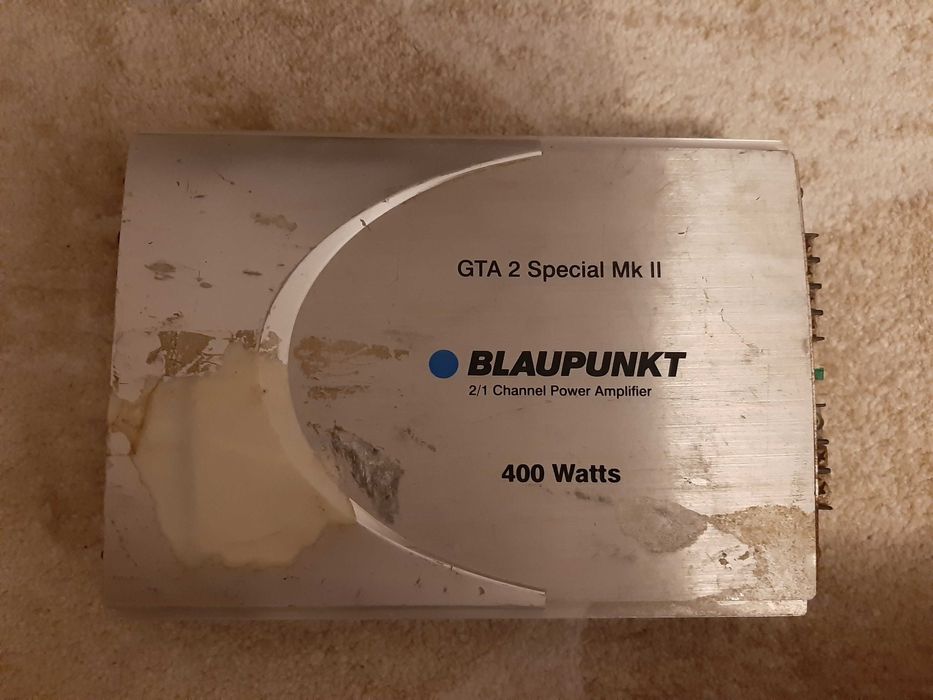 GTA 2 Special Mk II
BLAUPUNKT
2/1 Channel Power Amplifier
400 Watts